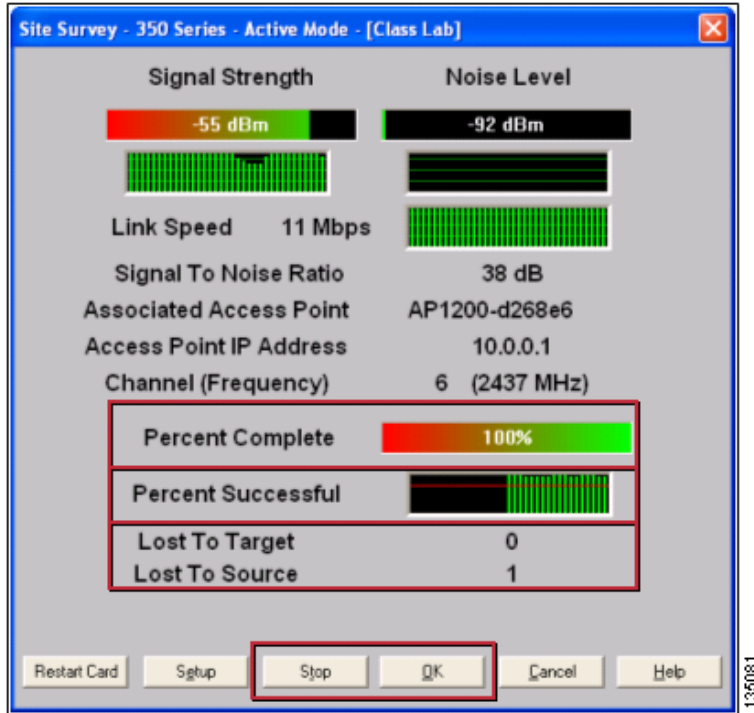 Site Survey - 350 Series - Active Mode - [Class Lab]
Signal Strength Noise Level
-55 dBm -92 dBm
Link Speed 11 Mbps
Signal To Noise Ratio 38 dB
Associated Access Point AP1200-d268e6
Access Point IP Address 10.0.0.1
Channel (Frequency) 6 (2437 MHz)
Percent Complete 100%
Percent Successful
Lost To Target 0
Lost To Source 1
Restart Card Setup Stop OK Cancel Help
135081